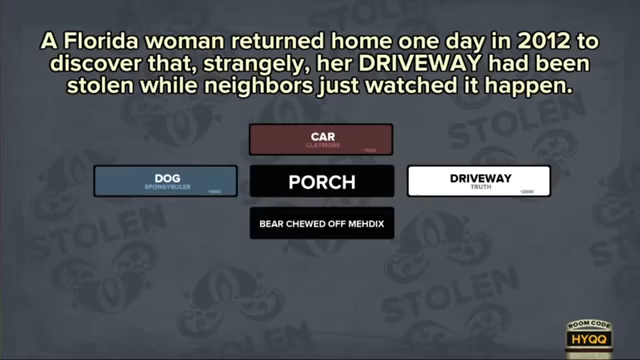 A Florida woman returned home one day in 2012 to
discover that, strangely, her DRIVEWAY had been
stolen while neighbors just watched it happen.
CAR
CLAYMORE
DOG
SPONGYBULER
PORCH
DRIVEWAY
TRUTH
BEAR CHEWED OFF MEHDIX
STOLEN
STOLEN
STOLEN
STOLEN
STOLEN
ROOM CODE
HYQQ